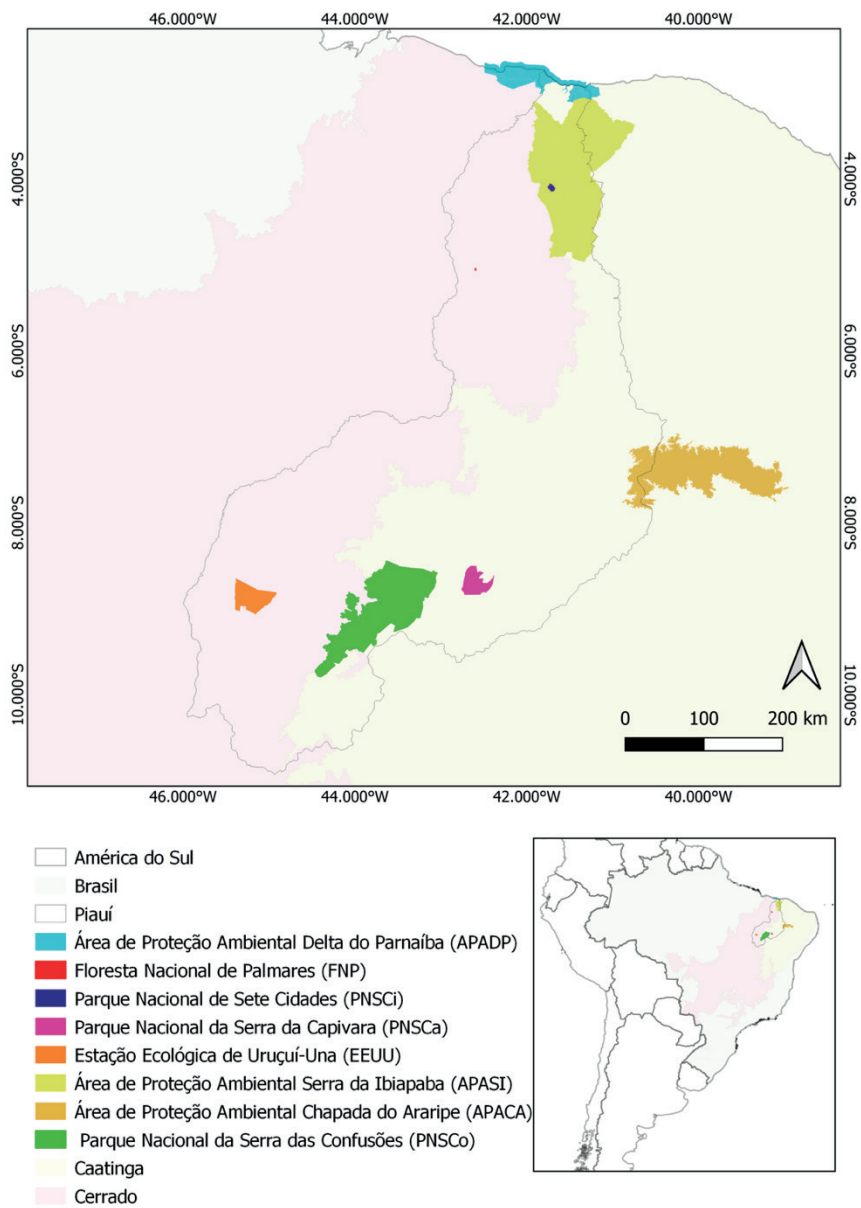 46.000°W 44.000°W 42.000°W 40.000°W
4.000°S 4.000°S
6.000°S 6.000°S
8.000°S 8.000°S
10.000°S 10.000°S
0 100 200 km
46.000°W 44.000°W 42.000°W 40.000°W
América do Sul
Brasil
Piauí
Área de Proteção Ambiental Delta do Parnaíba (APADP)
Floresta Nacional de Palmares (FNP)
Parque Nacional de Sete Cidades (PNSCi)
Parque Nacional da Serra da Capivara (PNSCa)
Estação Ecológica de Uruçuí-Una (EEUU)
Área de Proteção Ambiental Serra da Ibiapaba (APASI)
Área de Proteção Ambiental Chapada do Araripe (APACA)
Parque Nacional da Serra das Confusões (PNSCo)
Caatinga
Cerrado